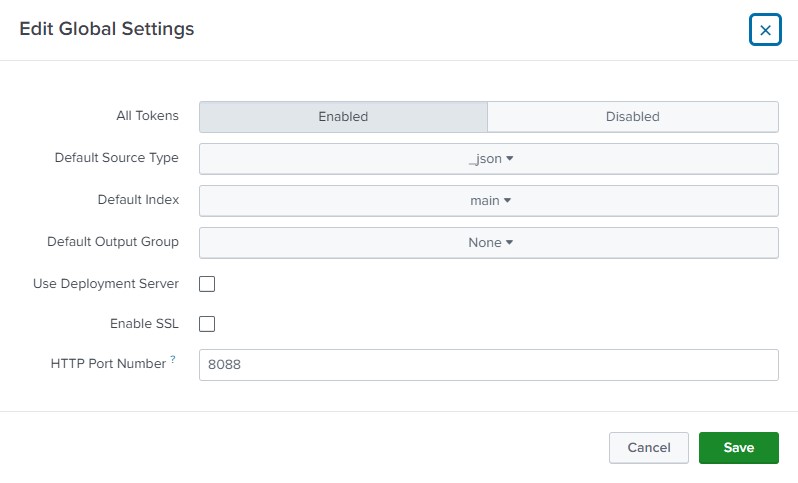 Edit Global Settings
All Tokens Enabled Disabled
Default Source Type _json
Default Index main
Default Output Group None
Use Deployment Server
Enable SSL
HTTP Port Number ? 8088
Cancel Save